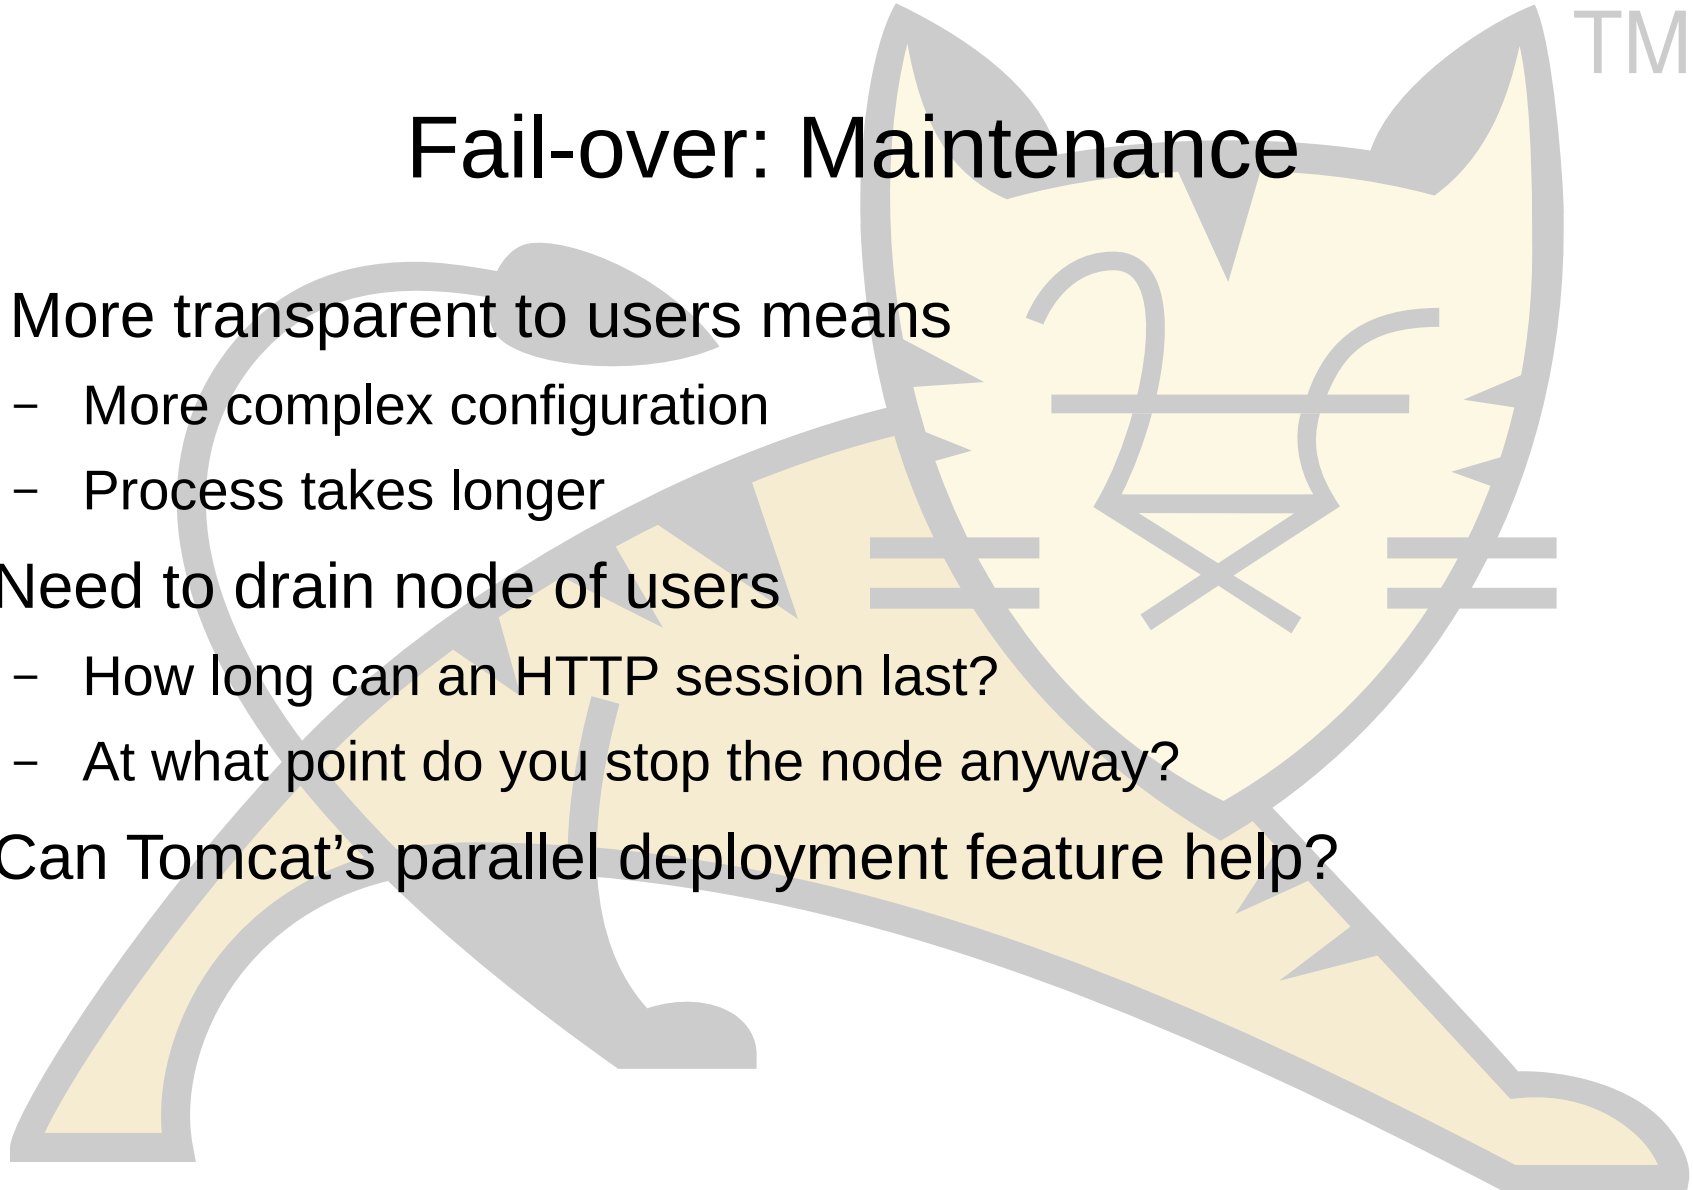 TM
Fail-over: Maintenance
More transparent to users means
– More complex configuration
– Process takes longer
Need to drain node of users
– How long can an HTTP session last?
– At what point do you stop the node anyway?
Can Tomcat’s parallel deployment feature help?